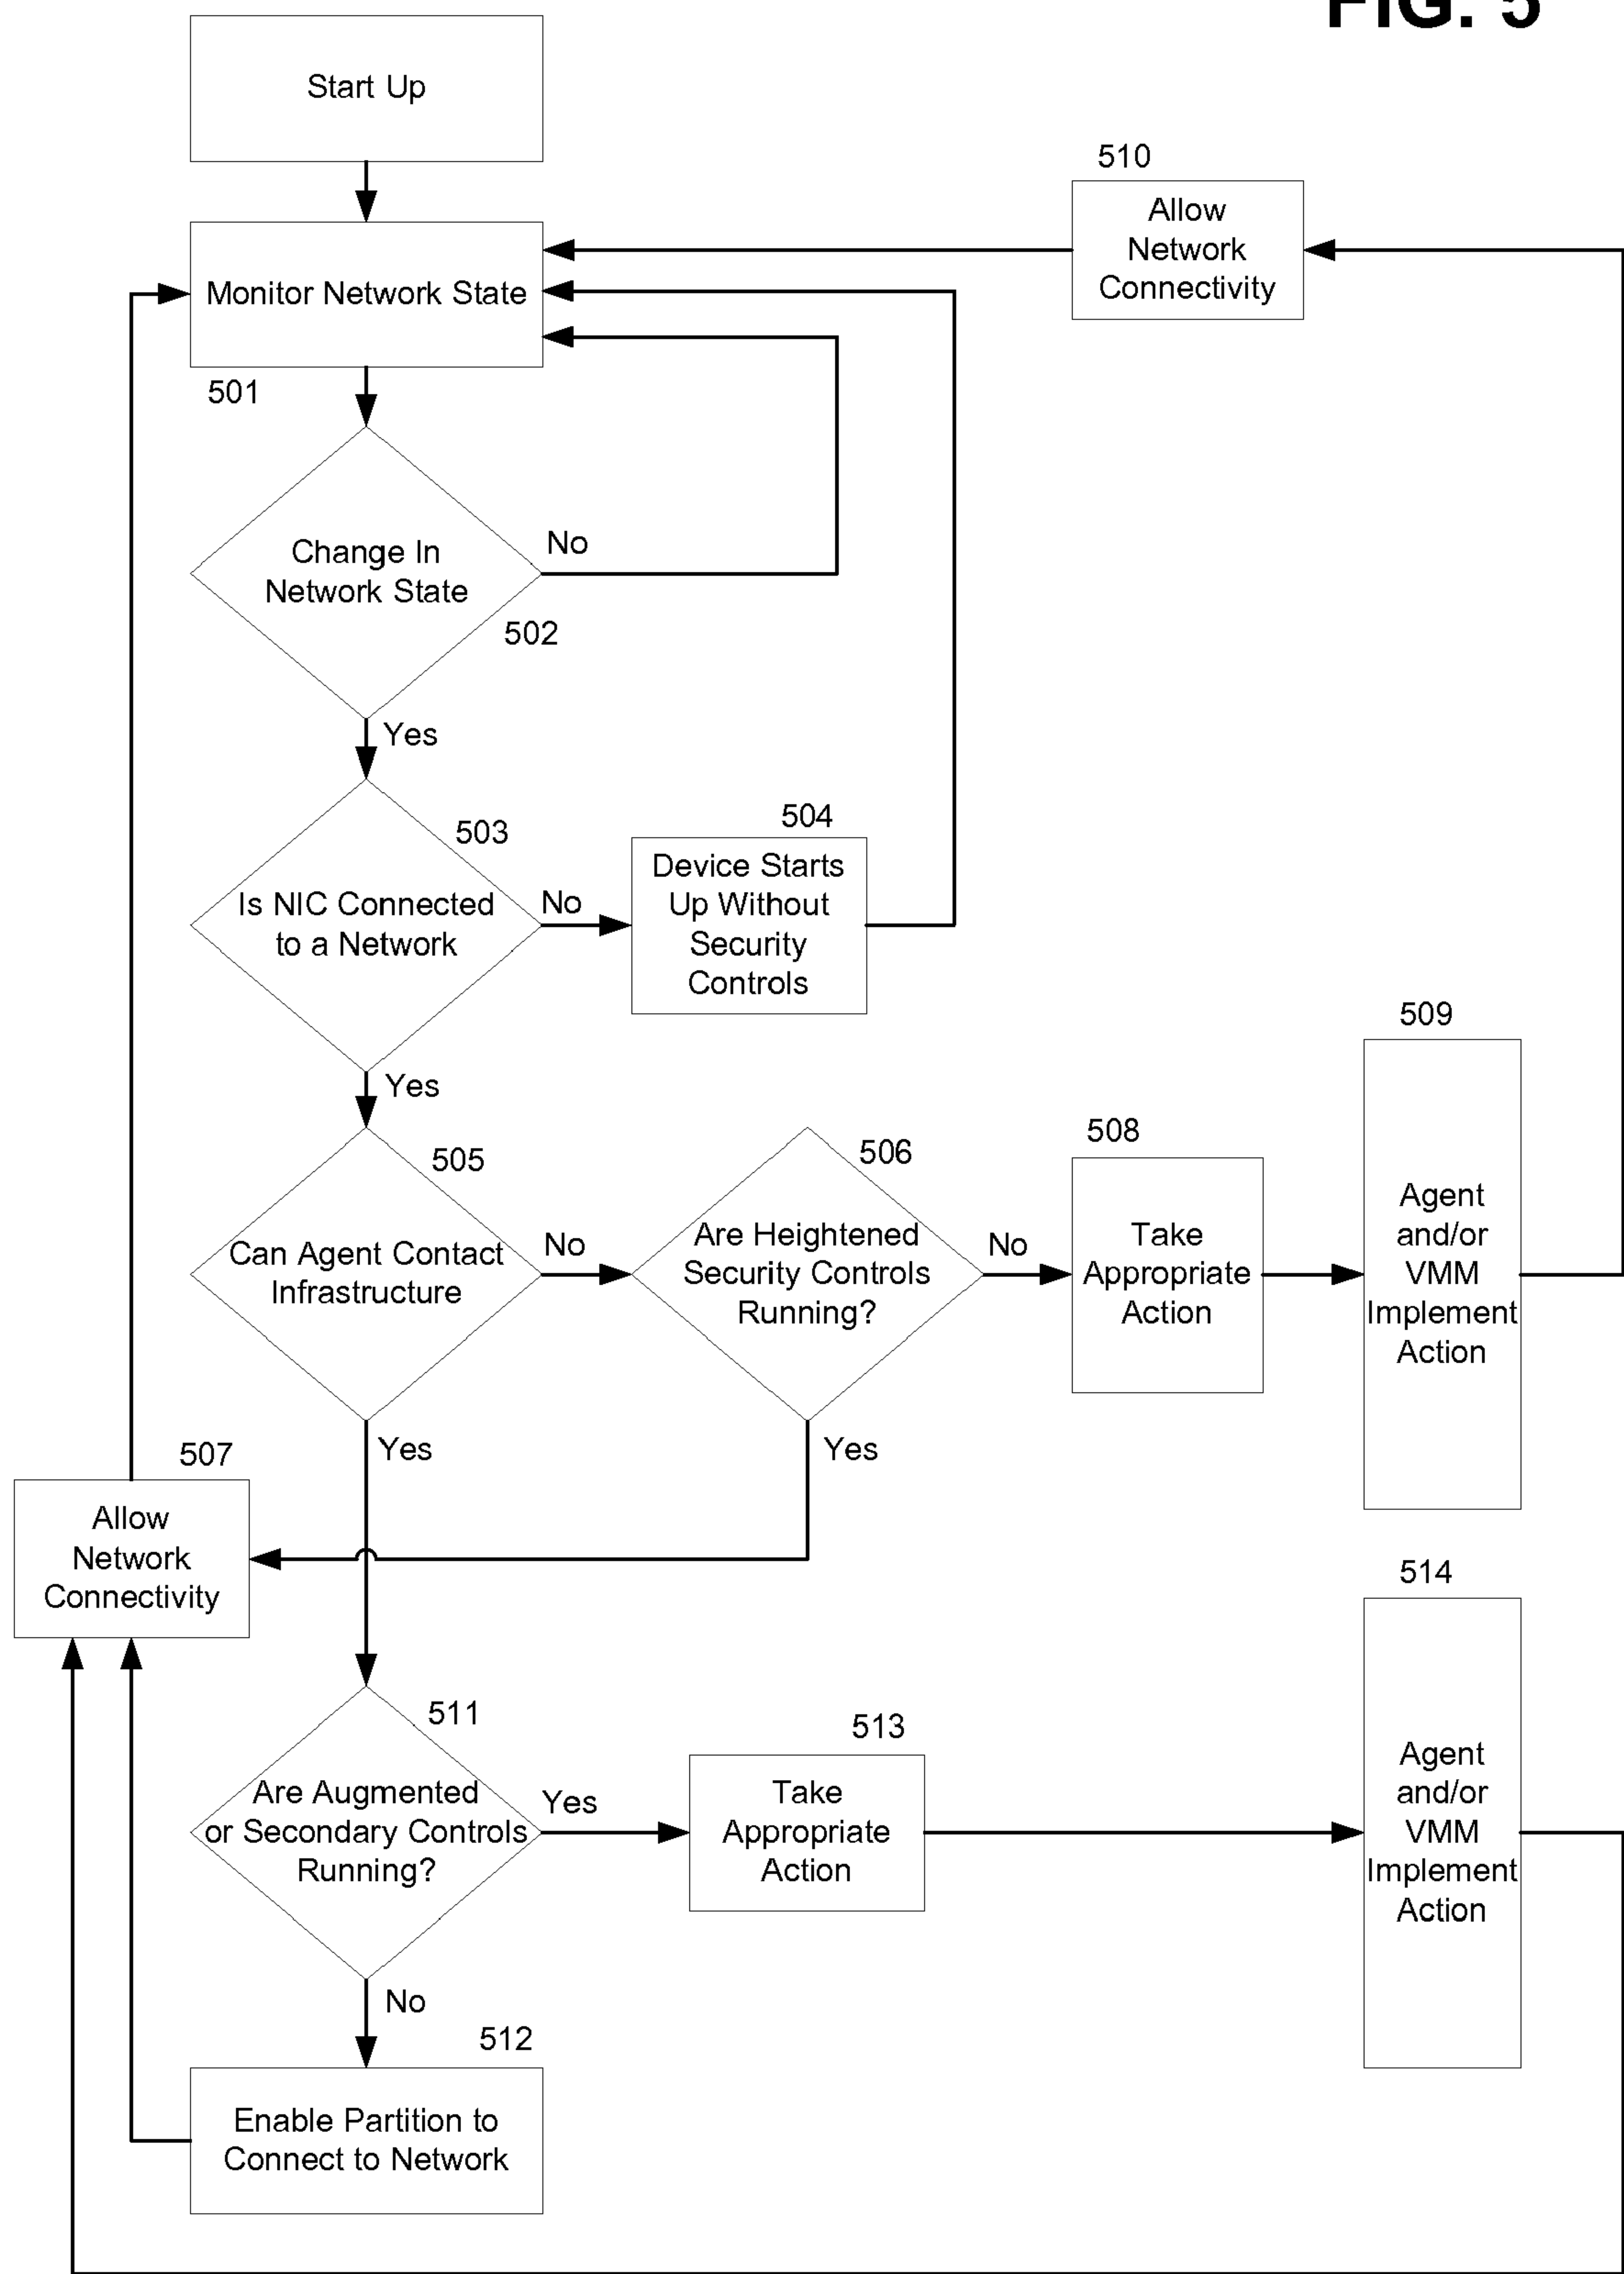 FIG. 5
Start Up
510
Allow
Network
Connectivity
Monitor Network State
501
Change In
Network State
No
502
Yes
503
504
Is NIC Connected
to a Network
No
Device Starts
Up Without
Security
Controls
Yes
509
505
506
508
Can Agent Contact
Infrastructure
No
Are Heightened
Security Controls
Running?
No
Take
Appropriate
Action
Agent
and/or
VMM
Implement
Action
Yes
Yes
507
Allow
Network
Connectivity
514
511
513
Are Augmented
or Secondary Controls
Running?
Yes
Take
Appropriate
Action
Agent
and/or
VMM
Implement
Action
No
512
Enable Partition to
Connect to Network